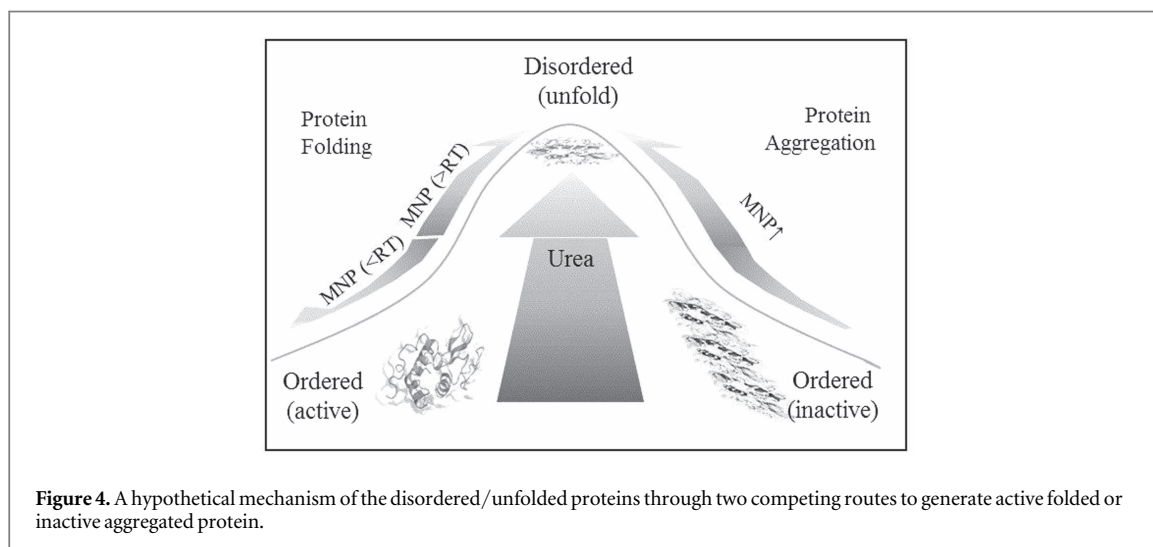 Disordered
(unfold)
Protein
Folding
Protein
Aggregation
MNP (>RT)
MNP (<RT)
MNP↑
Urea
Ordered
(active)
Ordered
(inactive)
Figure 4. A hypothetical mechanism of the disordered/unfolded proteins through two competing routes to generate active folded or
inactive aggregated protein.